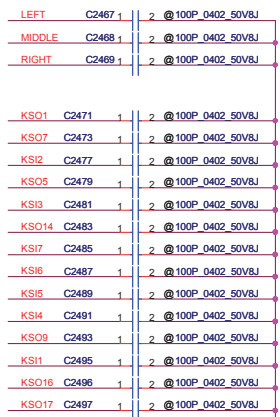 LEFT C2467 1 2 @100P_0402_50V8J
MIDDLE C2468 1 2 @100P_0402_50V8J
RIGHT C2469 1 2 @100P_0402_50V8J
KSO1 C2471 1 2 @100P_0402_50V8J
KSO7 C2473 1 2 @100P_0402_50V8J
KSI2 C2477 1 2 @100P_0402_50V8J
KSO5 C2479 1 2 @100P_0402_50V8J
KSI3 C2481 1 2 @100P_0402_50V8J
KSO14 C2483 1 2 @100P_0402_50V8J
KSI7 C2485 1 2 @100P_0402_50V8J
KSI6 C2487 1 2 @100P_0402_50V8J
KSI5 C2489 1 2 @100P_0402_50V8J
KSI4 C2491 1 2 @100P_0402_50V8J
KSO9 C2493 1 2 @100P_0402_50V8J
KSI1 C2495 1 2 @100P_0402_50V8J
KSO16 C2496 1 2 @100P_0402_50V8J
KSO17 C2497 1 2 @100P_0402_50V8J